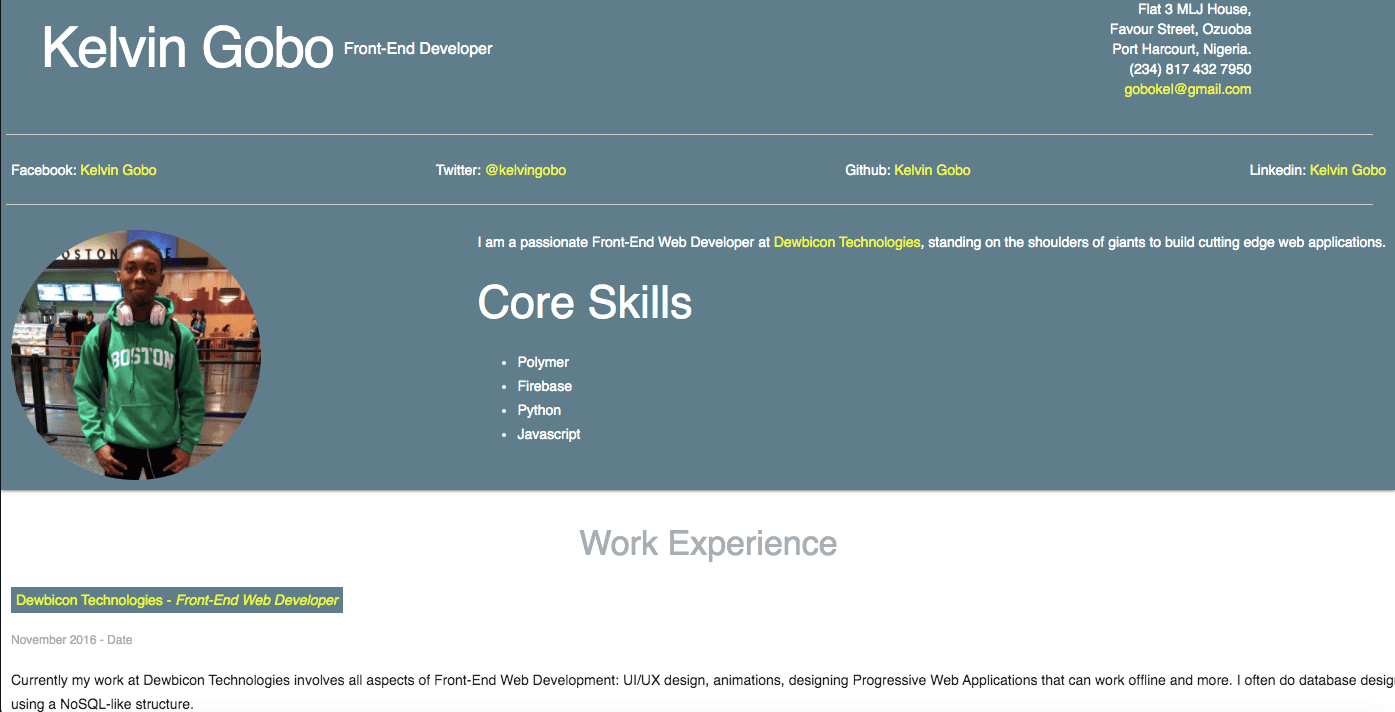 Kelvin Gobo Front-End Developer
Flat 3 MLJ House,
Favour Street, Ozuoba
Port Harcourt, Nigeria.
(234) 817 432 7950
gobokel@gmail.com
Facebook: Kelvin Gobo Twitter: @kelvingobo Github: Kelvin Gobo Linkedin: Kelvin Gobo
BOSTON
I am a passionate Front-End Web Developer at Dewbicon Technologies, standing on the shoulders of giants to build cutting edge web applications.
Core Skills
• Polymer
• Firebase
• Python
• Javascript
Work Experience
Dewbicon Technologies - Front-End Web Developer
November 2016 - Date
Currently my work at Dewbicon Technologies involves all aspects of Front-End Web Development: UI/UX design, animations, designing Progressive Web Applications that can work offline and more. I often do database desig
using a NoSQL-like structure.